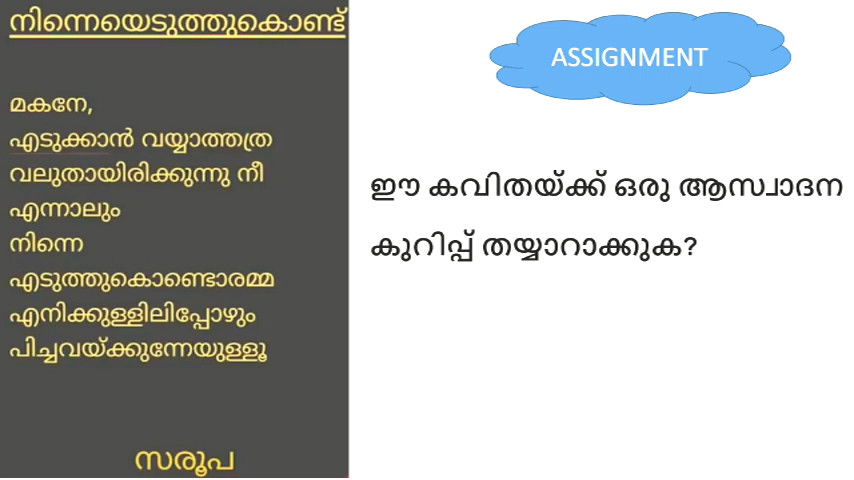 നിന്നെയെടുത്തുകൊണ്ട്
മകനേ,
എടുക്കാൻ വയ്യാത്തത്ര
വലുതായിരിക്കുന്നു നീ
എന്നാലും
നിന്നെ
എടുത്തുകൊണ്ടൊരമ്മ
എനിക്കുള്ളിലിപ്പോഴും
പിച്ചവയ്ക്കുന്നേയുള്ളൂ
സരൂപ
ASSIGNMENT
ഈ കവിതയ്ക്ക് ഒരു ആസ്വാദന
കുറിപ്പ് തയ്യാറാക്കുക?